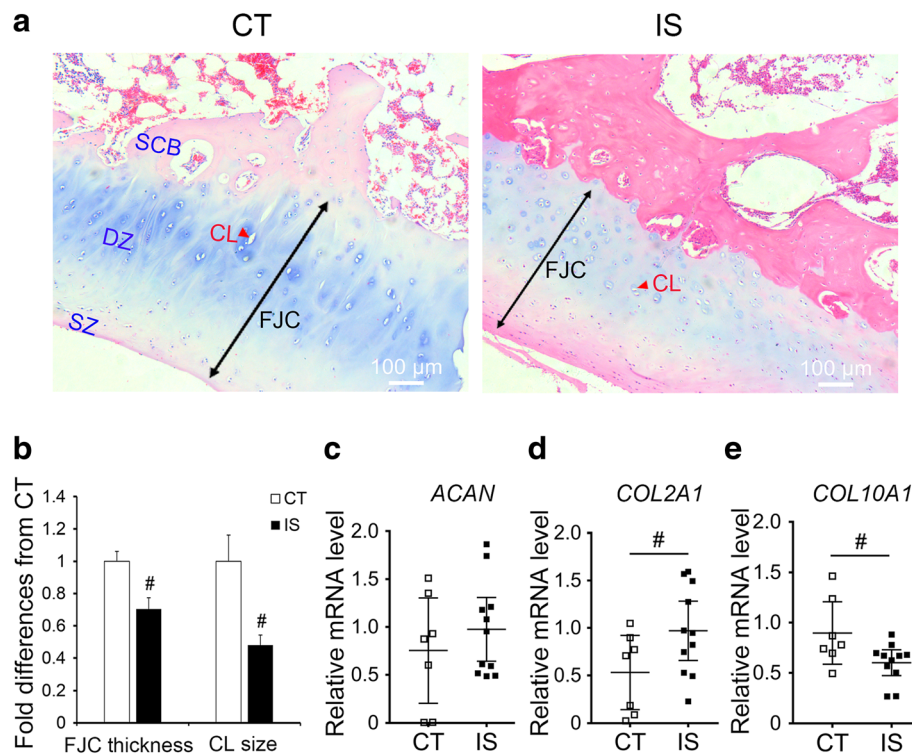 a
CT
IS
SCB
DZ
CL
SZ
FJC
100 µm
FJC
CL
100 µm
b
Fold differences from CT
1.4
1.2
1
0.8
0.6
0.4
0.2
0
CT
IS
#
#
FJC thickness
CL size
c
ACAN
Relative mRNA level
2.0
1.5
1.0
0.5
0
CT
IS
d
COL2A1
Relative mRNA level
2.0
1.5
1.0
0.5
0
#
CT
IS
e
COL10A1
Relative mRNA level
2.0
1.5
1.0
0.5
0.0
#
CT
IS